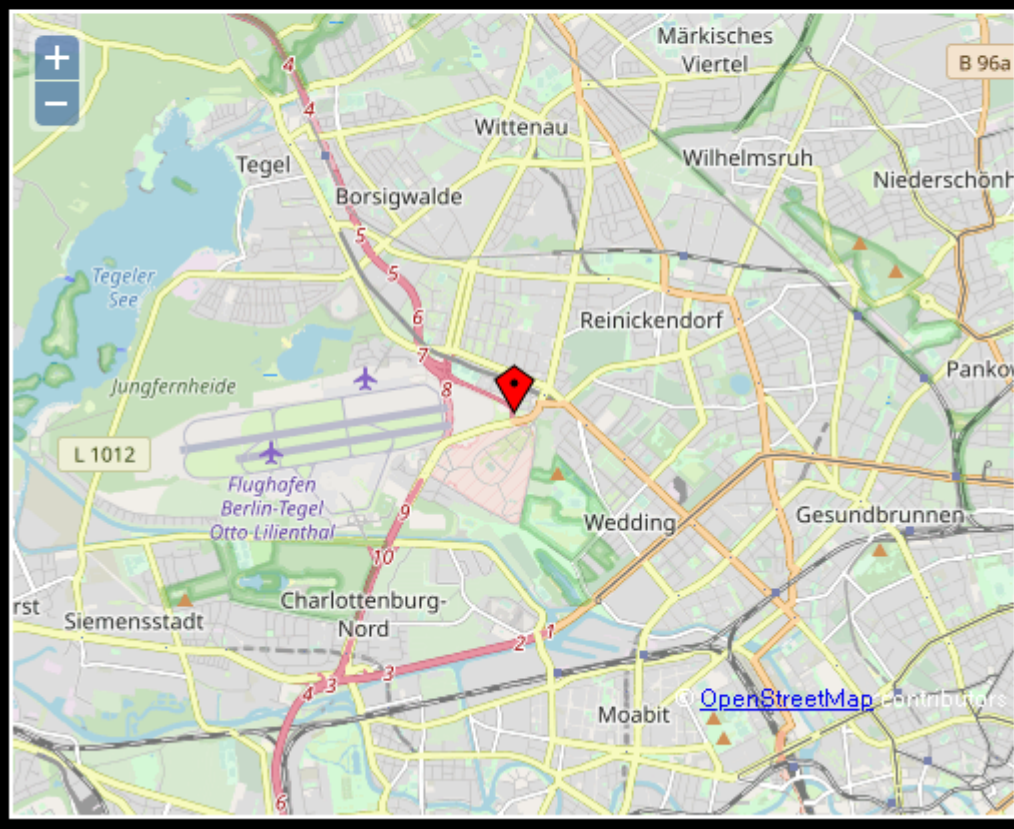 +
−
4
4
Märkisches
Viertel
B 96a
Wittenau
Tegel
Wilhelmsruh
Borsigwalde
Niederschönh
5
5
Tegeler
See
6
Reinickendorf
7
Jungfernheide
8
Pankow
L 1012
Flughafen
Berlin-Tegel
Otto Lilienthal
9
Wedding
Gesundbrunnen
10
rst
Siemensstadt
Charlottenburg-
Nord
1
2
3
3
4
Moabit
© OpenStreetMap contributors
6